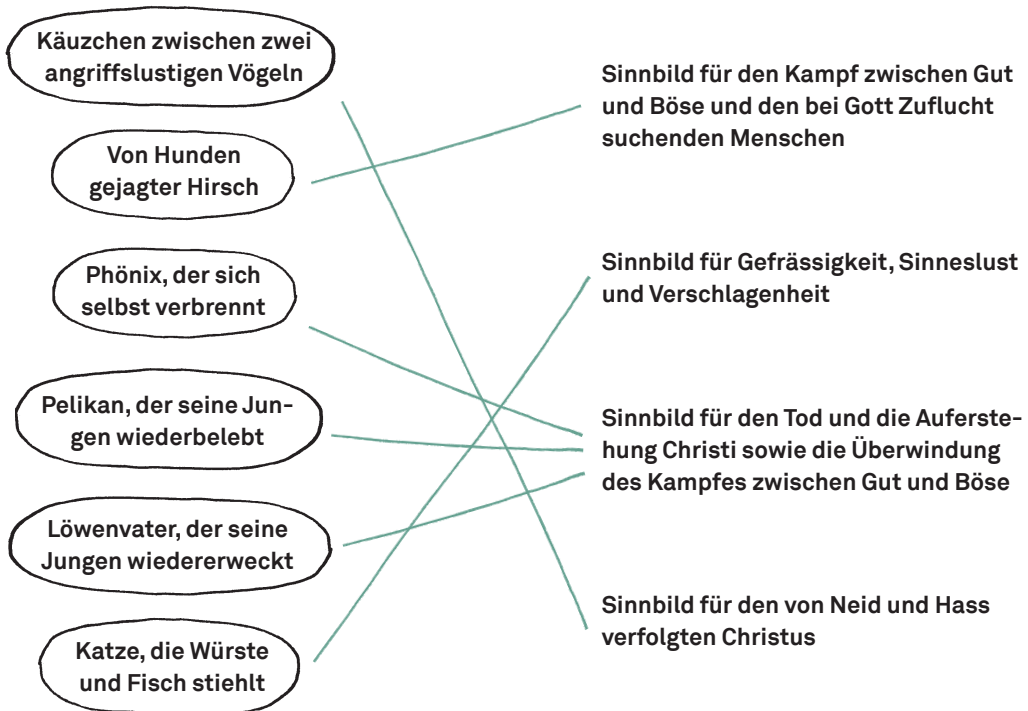 Käuzchen zwischen zwei
angriffslustigen Vögeln
Von Hunden
gejagter Hirsch
Phönix, der sich
selbst verbrennt
Pelikan, der seine Jun-
gen wiederbelebt
Löwenvater, der seine
Jungen wiedererweckt
Katze, die Würste
und Fisch stiehlt
Sinnbild für den Kampf zwischen Gut
und Böse und den bei Gott Zuflucht
suchenden Menschen
Sinnbild für Gefrässigkeit, Sinneslust
und Verschlagenheit
Sinnbild für den Tod und die Auferste-
hung Christi sowie die Überwindung
des Kampfes zwischen Gut und Böse
Sinnbild für den von Neid und Hass
verfolgten Christus